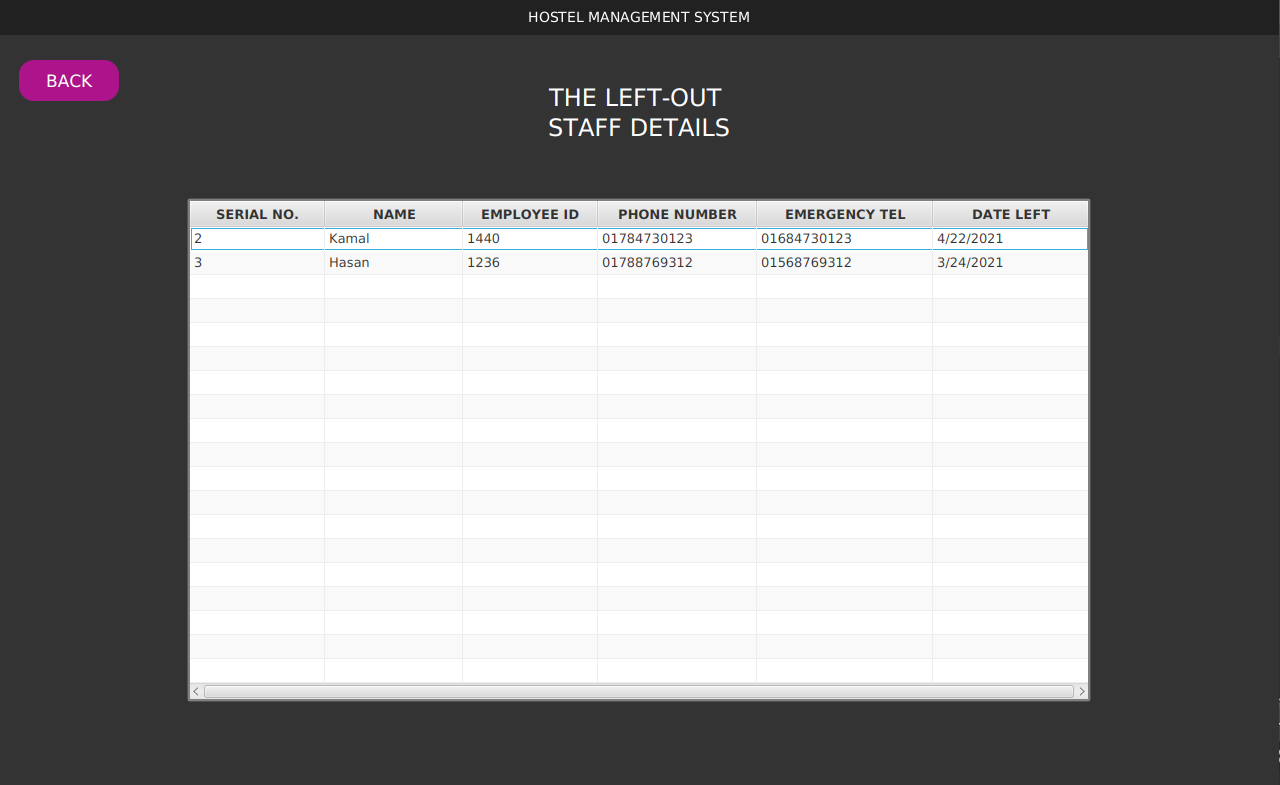 HOSTEL MANAGEMENT SYSTEM
BACK
THE LEFT-OUT
STAFF DETAILS
SERIAL NO. NAME EMPLOYEE ID PHONE NUMBER EMERGENCY TEL DATE LEFT
2 Kamal 1440 01784730123 01684730123 4/22/2021
3 Hasan 1236 01788769312 01568769312 3/24/2021